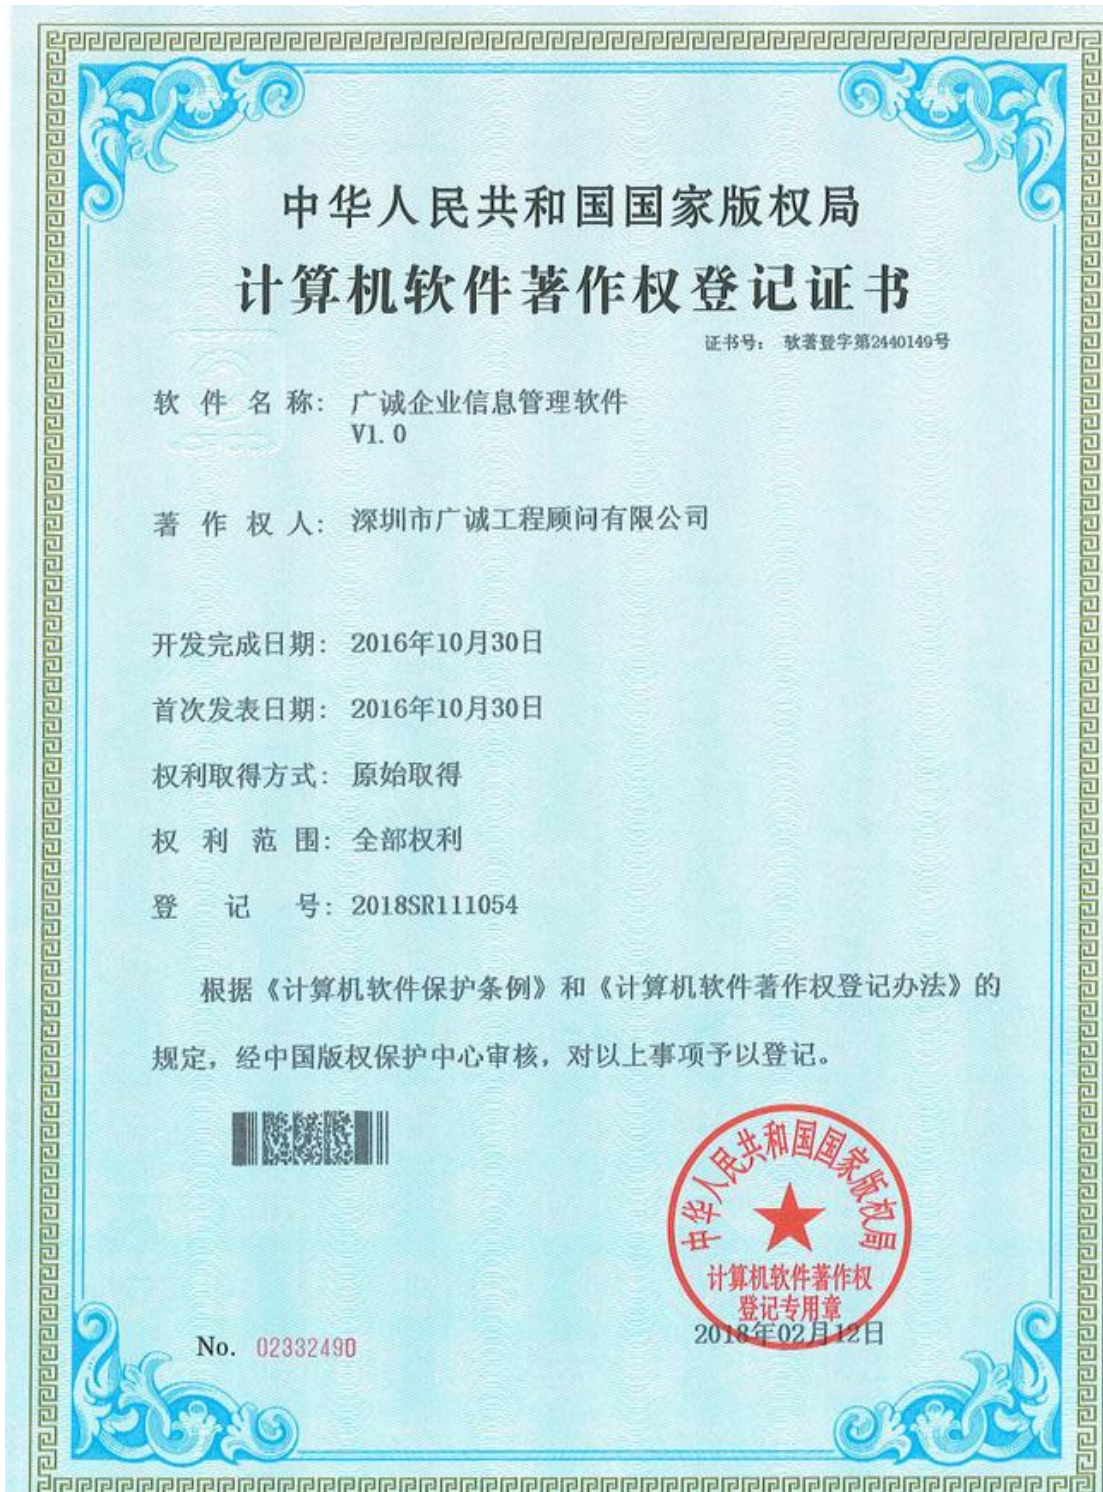 中华人民共和国国家版权局
计算机软件著作权登记证书
证书号： 软著登字第2440149号
软 件 名 称： 广诚企业信息管理软件
V1.0
著 作 权 人： 深圳市广诚工程顾问有限公司
开发完成日期： 2016年10月30日
首次发表日期： 2016年10月30日
权利取得方式： 原始取得
权 利 范 围： 全部权利
登 记 号： 2018SR111054
根据《计算机软件保护条例》和《计算机软件著作权登记办法》的
规定，经中国版权保护中心审核，对以上事项予以登记。
中华人民共和国国家版权局
计算机软件著作权
登记专用章
No. 02332490
2018年02月12日